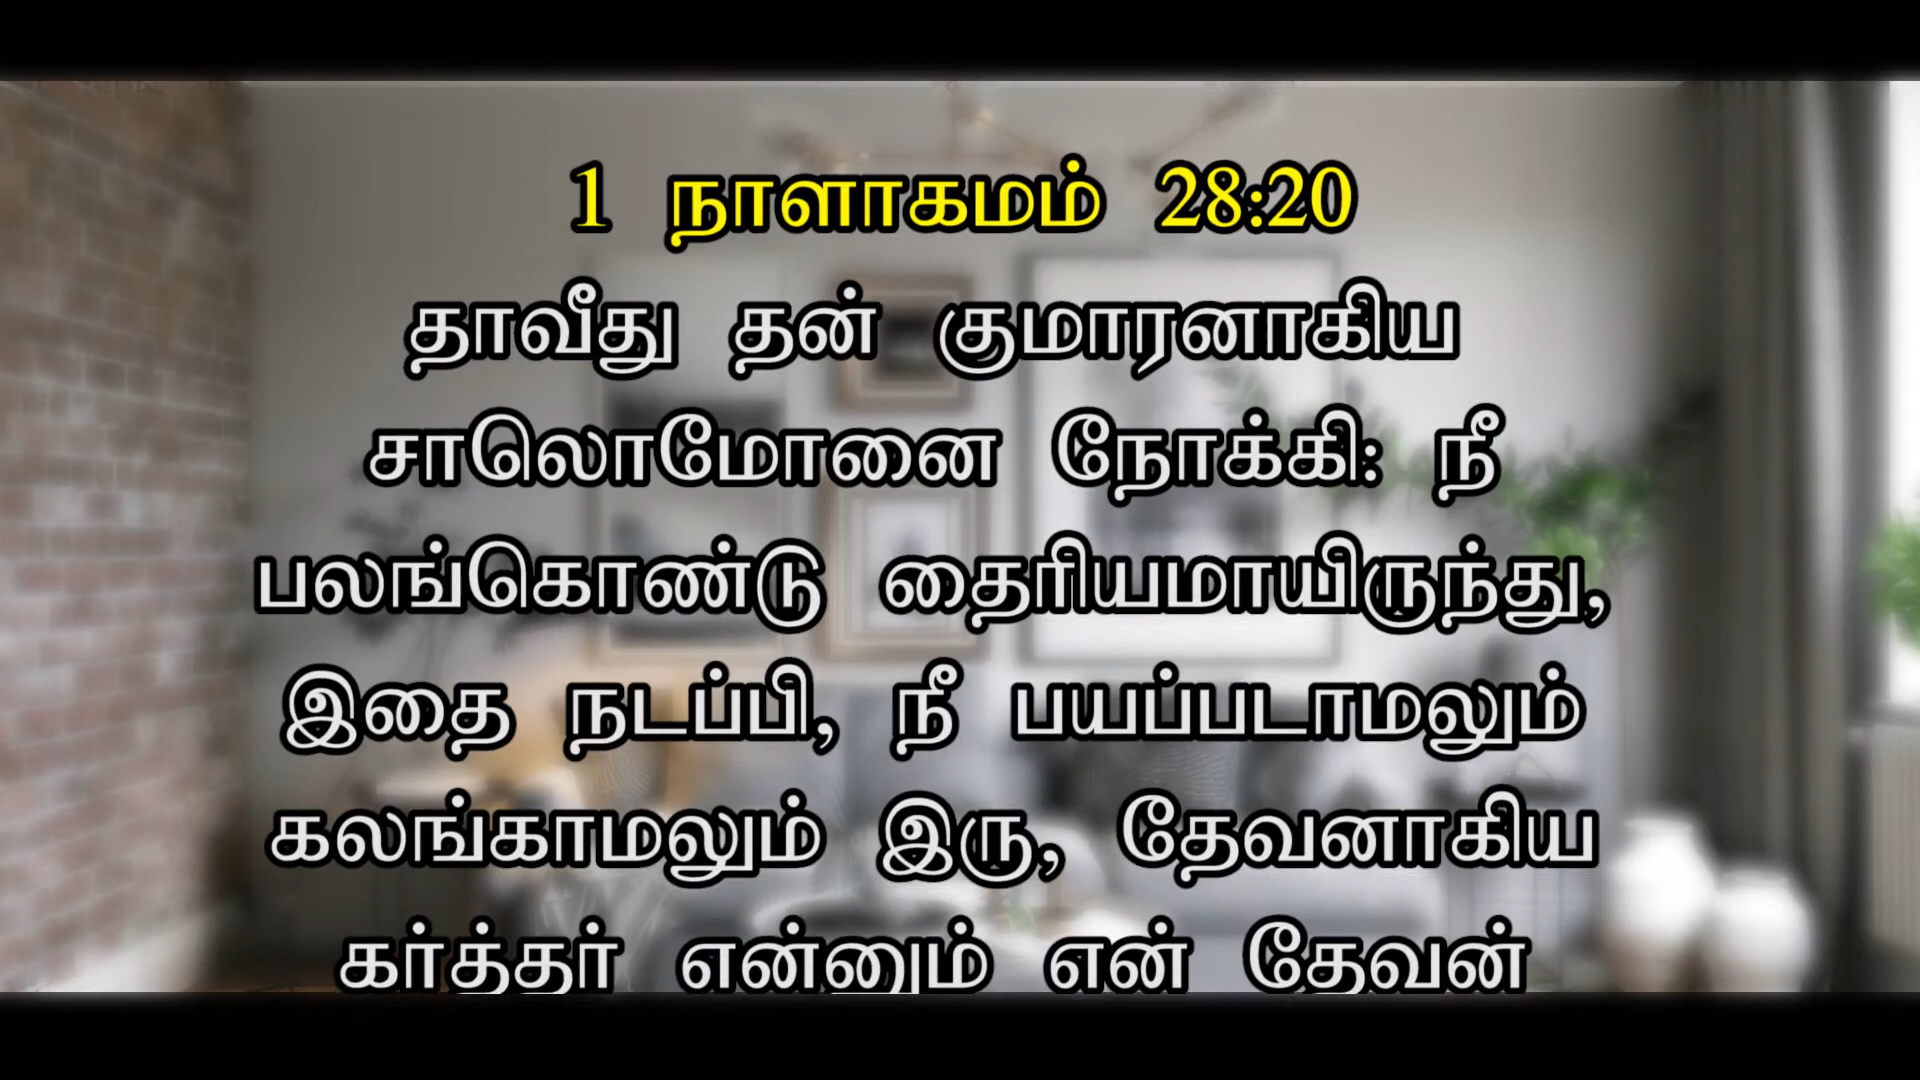 1 நாளாகமம் 28:20
தாவீது தன் குமாரனாகிய
சாலொமோனை நோக்கி: நீ
பலங்கொண்டு தைரியமாயிருந்து,
இதை நடப்பி, நீ பயப்படாமலும்
கலங்காமலும் இரு, தேவனாகிய
கர்த்தர் என்னும் என் தேவன்